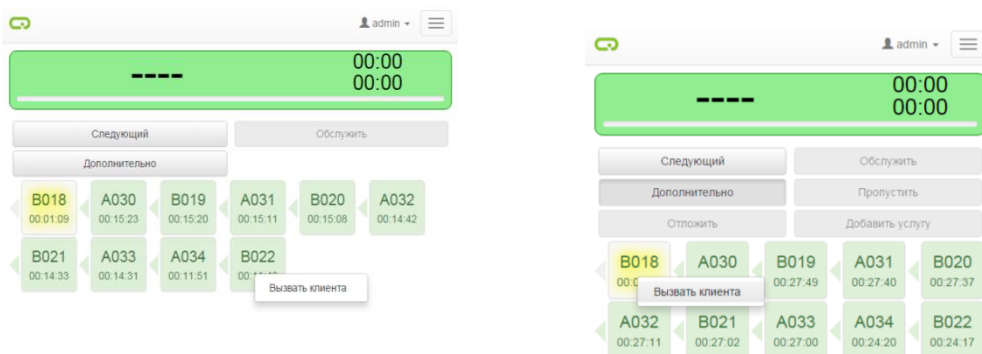 admin
----
00:00
00:00
Следующий
Обслужить
Дополнительно
B018 A030 B019 A031 B020 A032
00:01:09 00:15:23 00:15:20 00:15:11 00:15:08 00:14:42
B021 A033 A034 B022
00:14:33 00:14:31 00:11:51
Вызвать клиента
admin
----
00:00
00:00
Следующий
Обслужить
Дополнительно
Пропустить
Отложить
Добавить услугу
B018 A030 B019 A031 B020
00:27:49 00:27:40 00:27:37
Вызвать клиента
A032 B021 A033 A034 B022
00:27:11 00:27:02 00:27:00 00:24:20 00:24:17